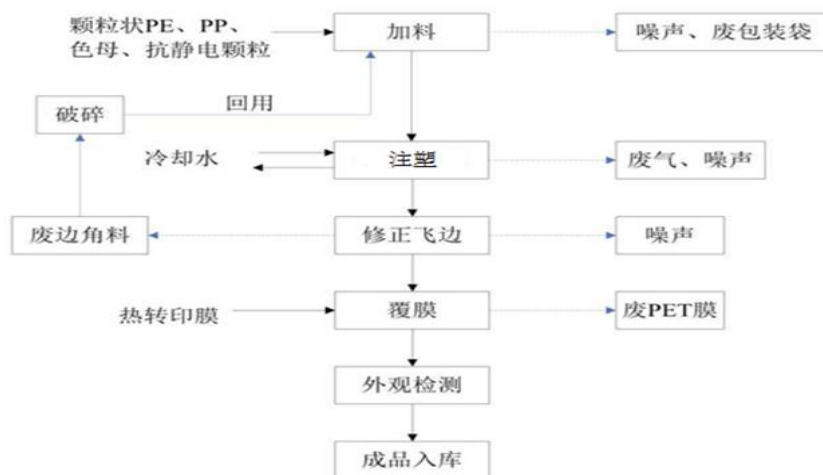 颗粒状PE、PP、
色母、抗静电颗粒
加料
噪声、废包装袋
破碎
回用
冷却水
注塑
废气、噪声
废边角料
修正飞边
噪声
热转印膜
覆膜
废PET膜
外观检测
成品入库